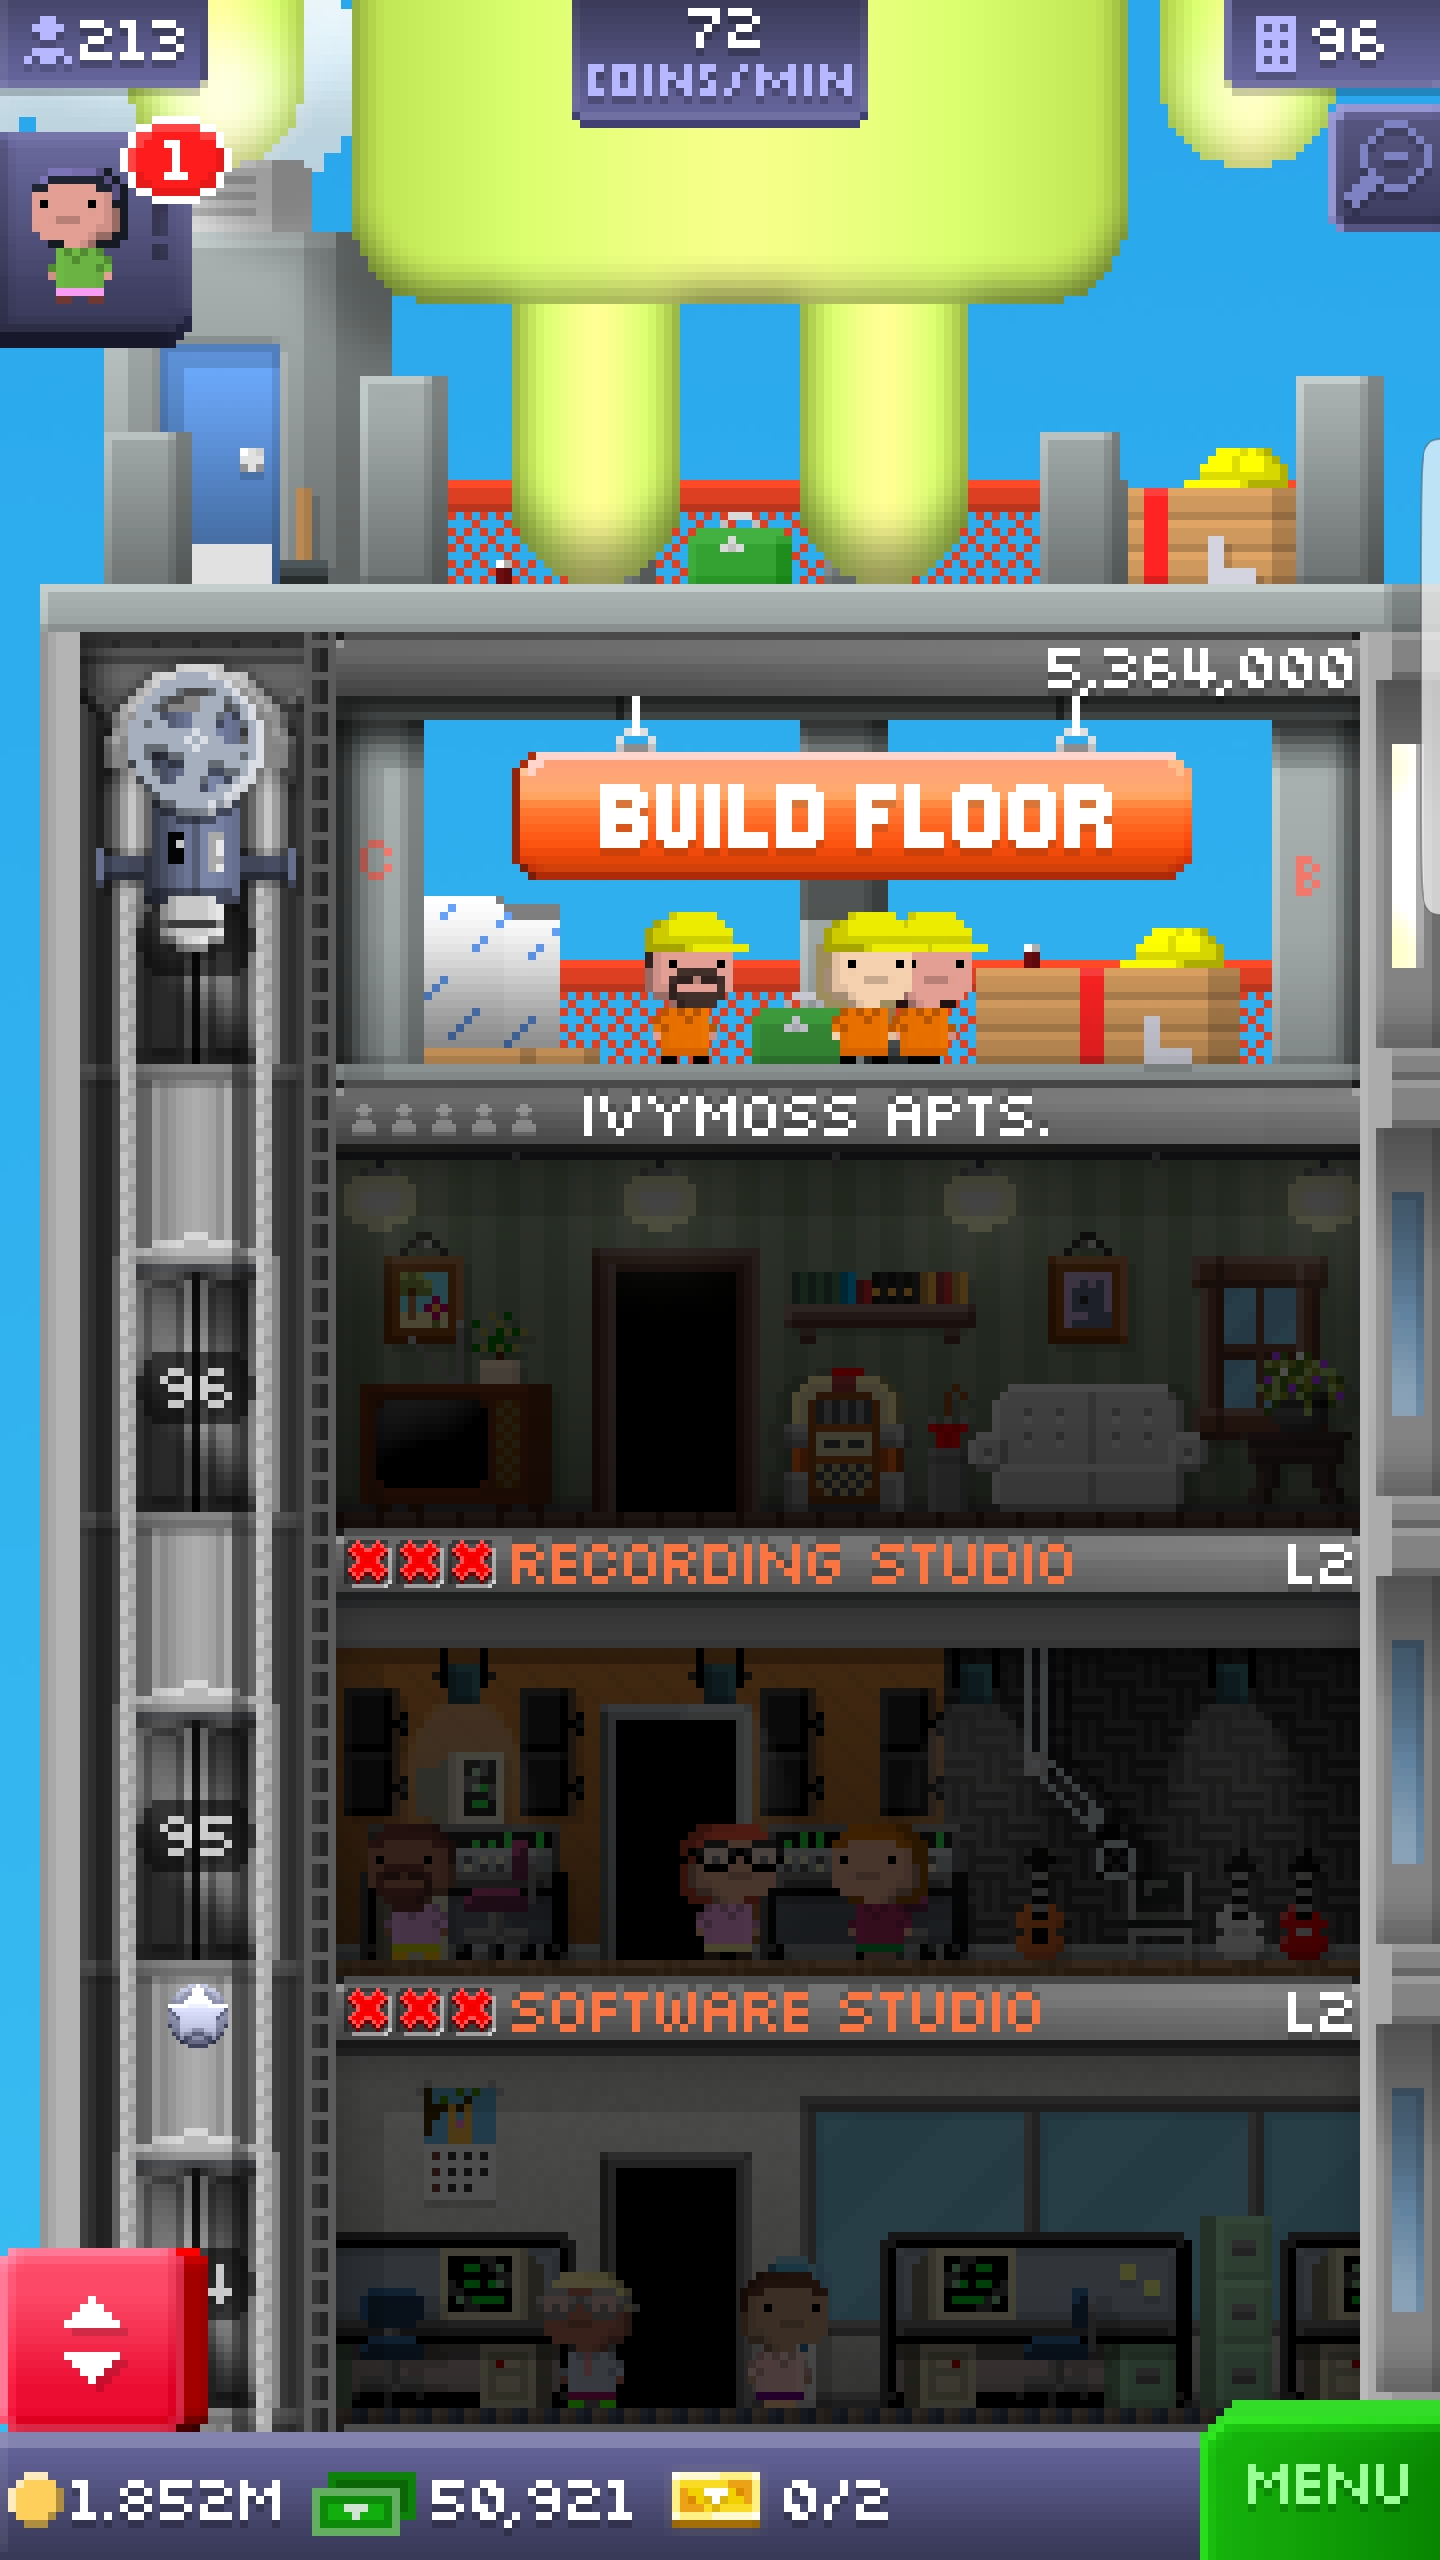 213
72
COINS/MIN
96
1
5,364,000
BUILD FLOOR
C
B
IVYMOSS APTS.
96
RECORDING STUDIO L2
95
SOFTWARE STUDIO L2
4
1.852M 50,921 0/2
MENU